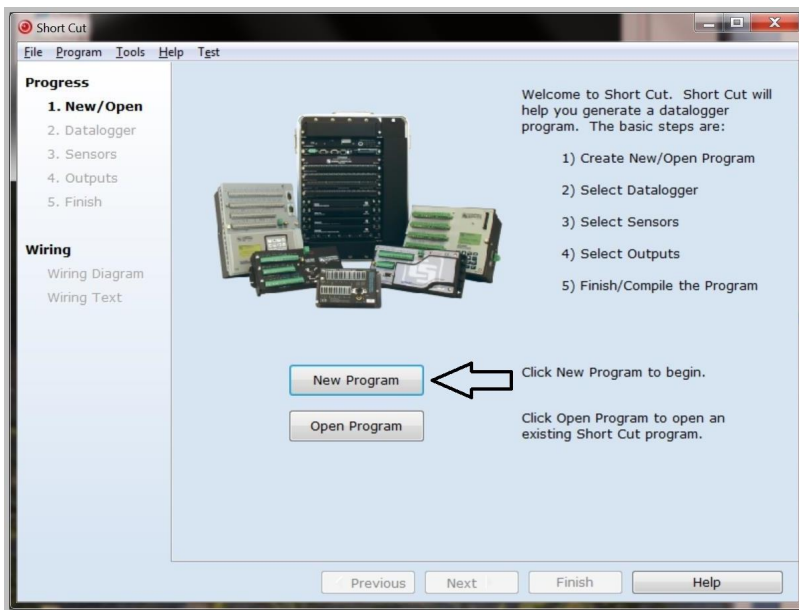 Short Cut
File Program Tools Help Test
Progress
1. New/Open
2. Datalogger
3. Sensors
4. Outputs
5. Finish
Wiring
Wiring Diagram
Wiring Text
Welcome to Short Cut. Short Cut will
help you generate a datalogger
program. The basic steps are:
1) Create New/Open Program
2) Select Datalogger
3) Select Sensors
4) Select Outputs
5) Finish/Compile the Program
New Program
Click New Program to begin.
Open Program
Click Open Program to open an
existing Short Cut program.
Previous Next Finish Help